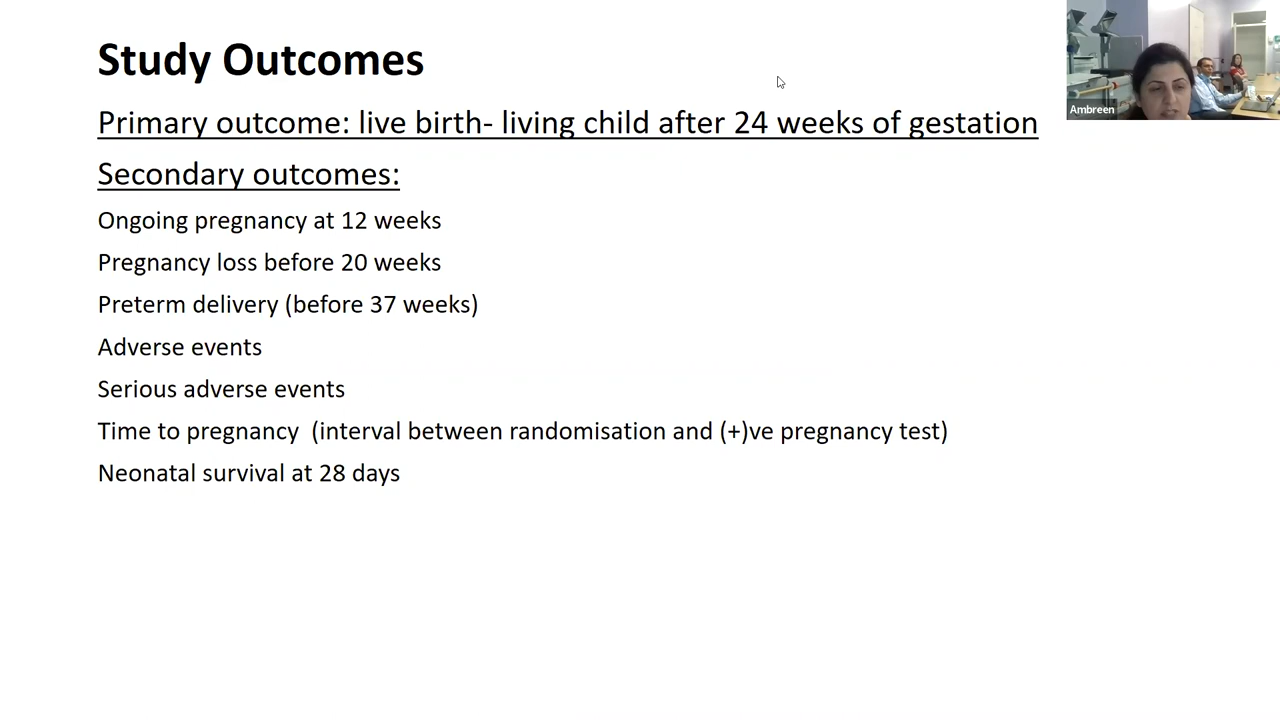 Study Outcomes
Primary outcome: live birth- living child after 24 weeks of gestation
Secondary outcomes:
Ongoing pregnancy at 12 weeks
Pregnancy loss before 20 weeks
Preterm delivery (before 37 weeks)
Adverse events
Serious adverse events
Time to pregnancy  (interval between randomisation and (+)ve pregnancy test)
Neonatal survival at 28 days
Ambreen